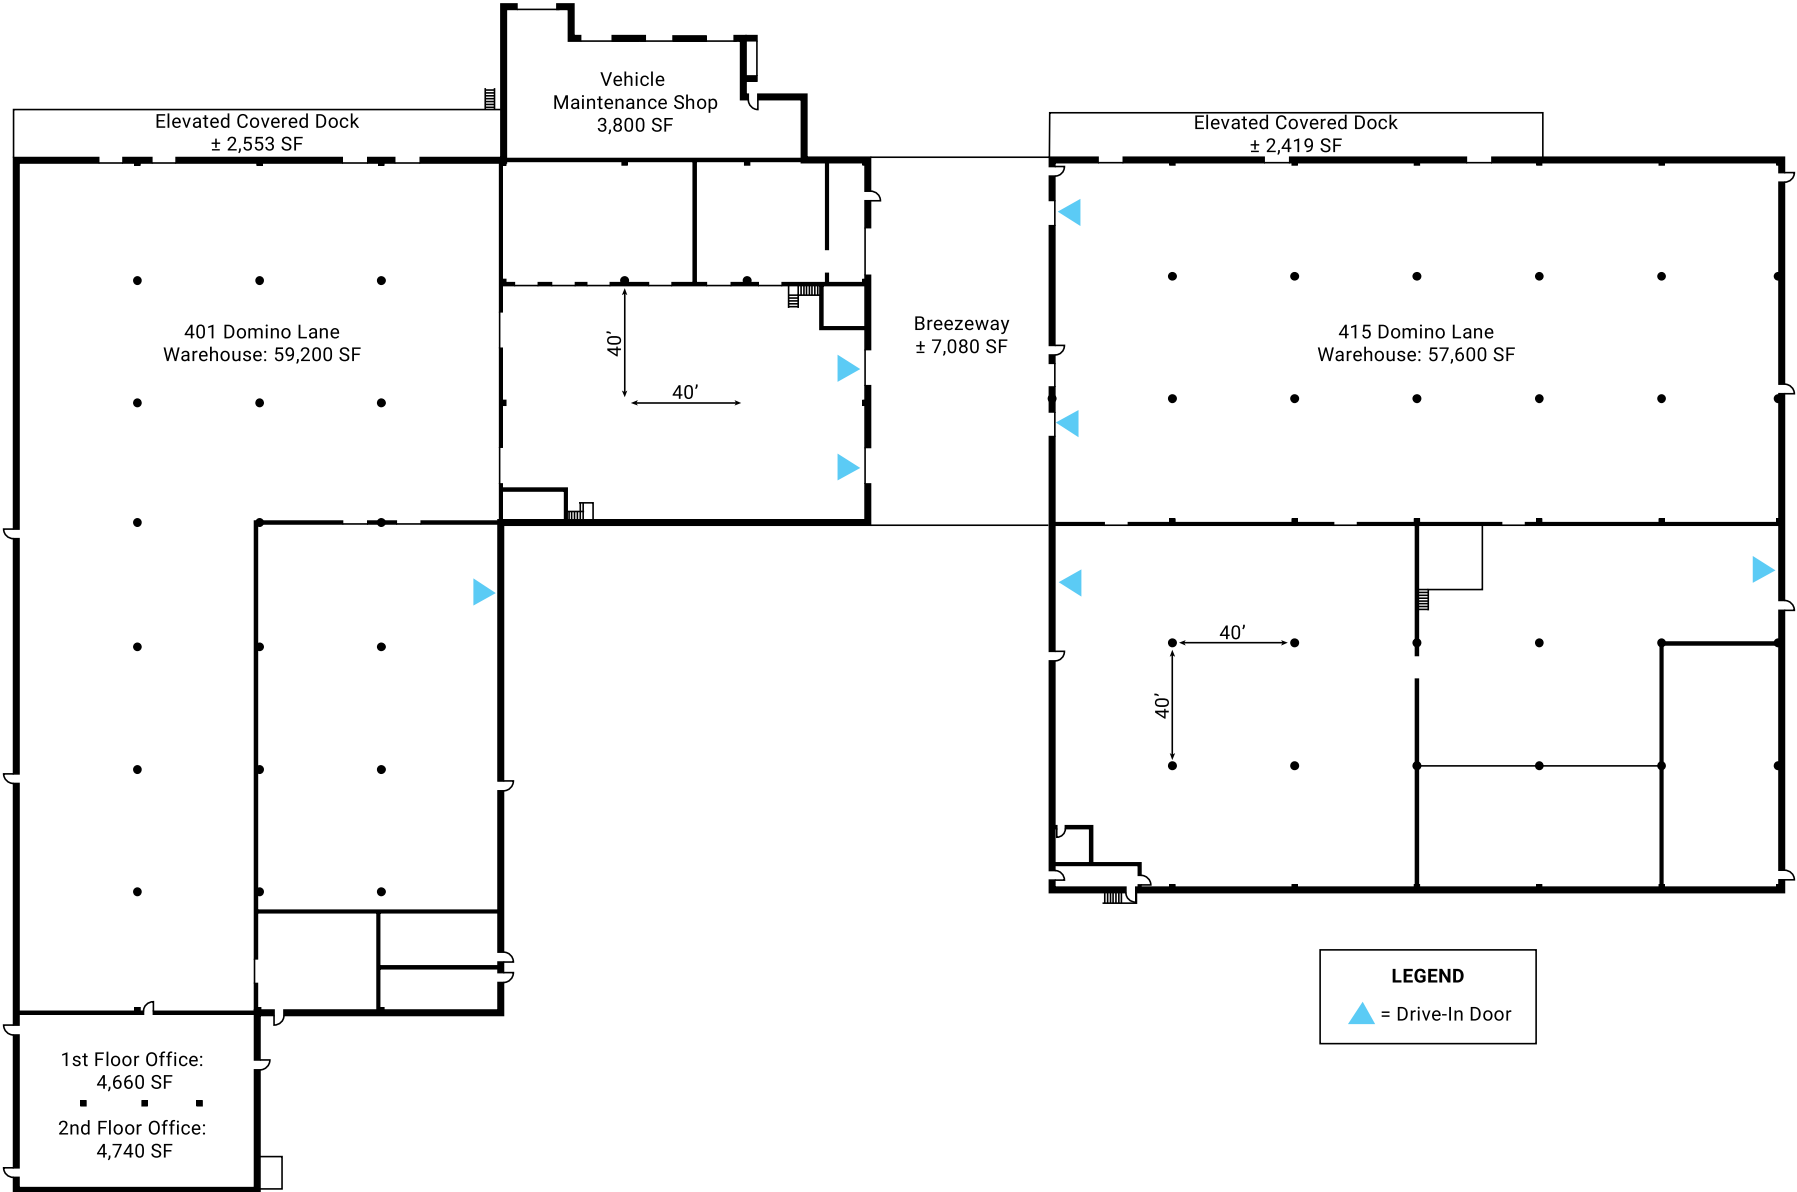 Vehicle
Maintenance Shop
3,800 SF
Elevated Covered Dock
± 2,553 SF
Elevated Covered Dock
± 2,419 SF
401 Domino Lane
Warehouse: 59,200 SF
40’
40’
Breezeway
± 7,080 SF
415 Domino Lane
Warehouse: 57,600 SF
40’
40’
LEGEND
= Drive-In Door
1st Floor Office:
4,660 SF
2nd Floor Office:
4,740 SF